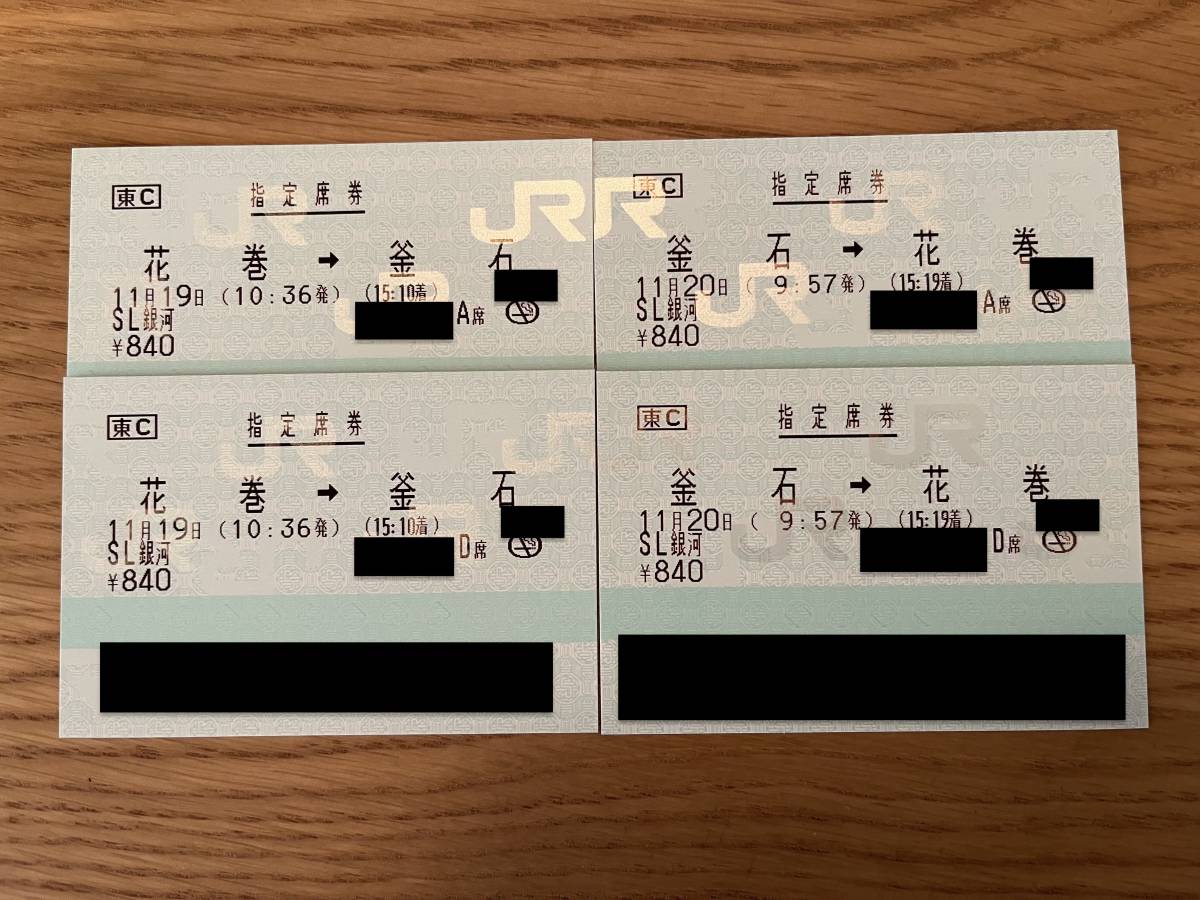 東C 指定席券
花巻 → 釜石
11月19日 (10:36発) (15:10着)
SL銀河 A席
¥840
東C 指定席券
釜石 → 花巻
11月20日 ( 9:57発) (15:19着)
SL銀河 A席
¥840
東C 指定席券
花巻 → 釜石
11月19日 (10:36発) (15:10着)
SL銀河 D席
¥840
東C 指定席券
釜石 → 花巻
11月20日 ( 9:57発) (15:19着)
SL銀河 D席
¥840